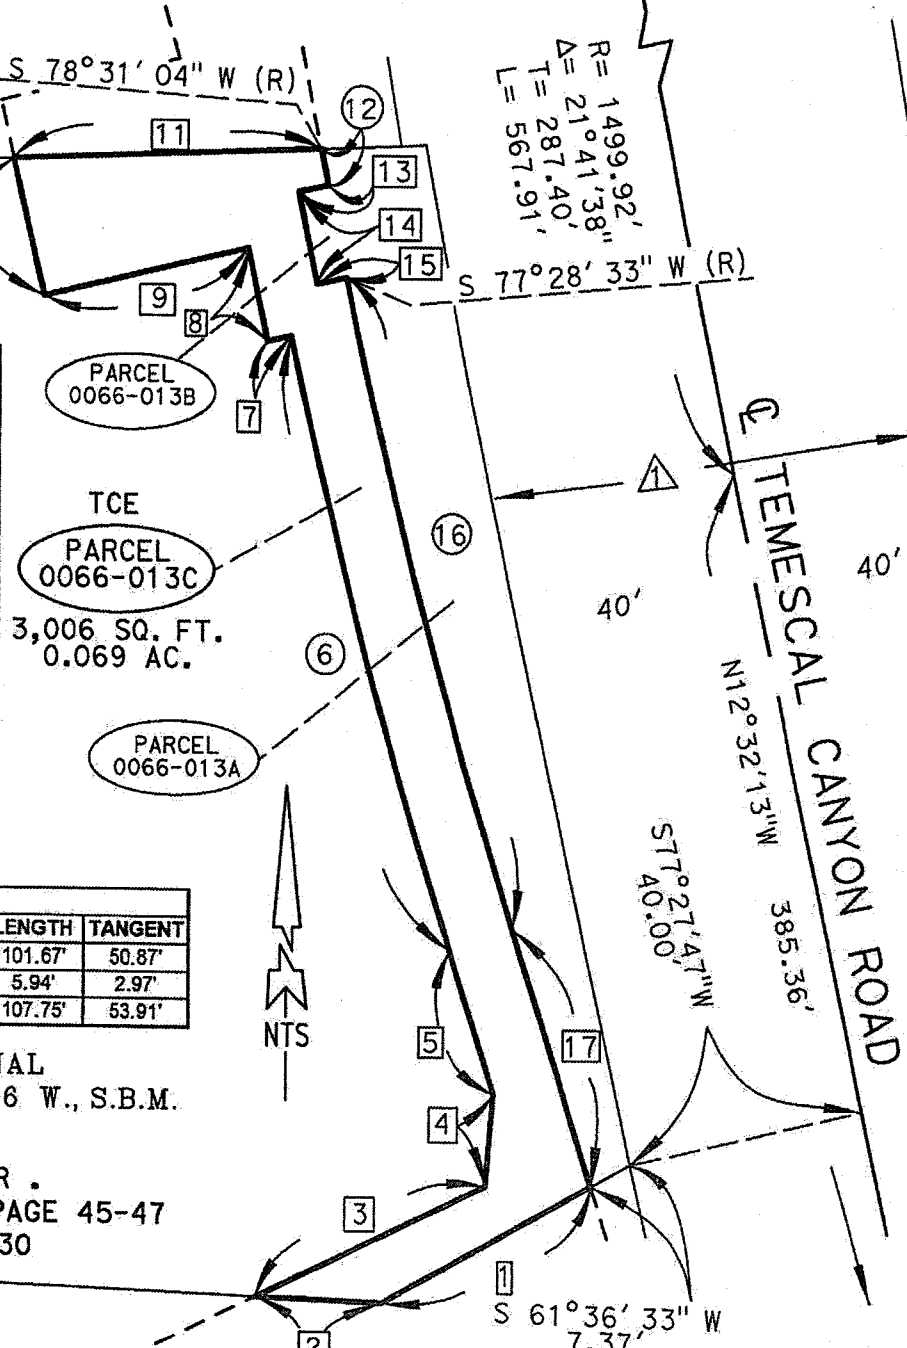 S 78°31' 04" W (R)
R= 1499.92'
Δ= 21°41'38"
T= 287.40'
L= 567.91'
12
11
13
14
15
S 77°28' 33" W (R)
9
8
PARCEL
0066-013B
7
℄ TEMESCAL CANYON ROAD
1
TCE
PARCEL
0066-013C
3,006 SQ. FT.
0.069 AC.
16
40'
40'
6
N12°32'13"W 385.36'
PARCEL
0066-013A
S77°27'47"W
40.00'
LENGTH TANGENT
101.67' 50.87'
5.94' 2.97'
107.75' 53.91'
N
NTS
5
17
6 W., S.B.M.
4
PAGE 45-47
30
3
1
S 61°36' 33" W
7.37'
2